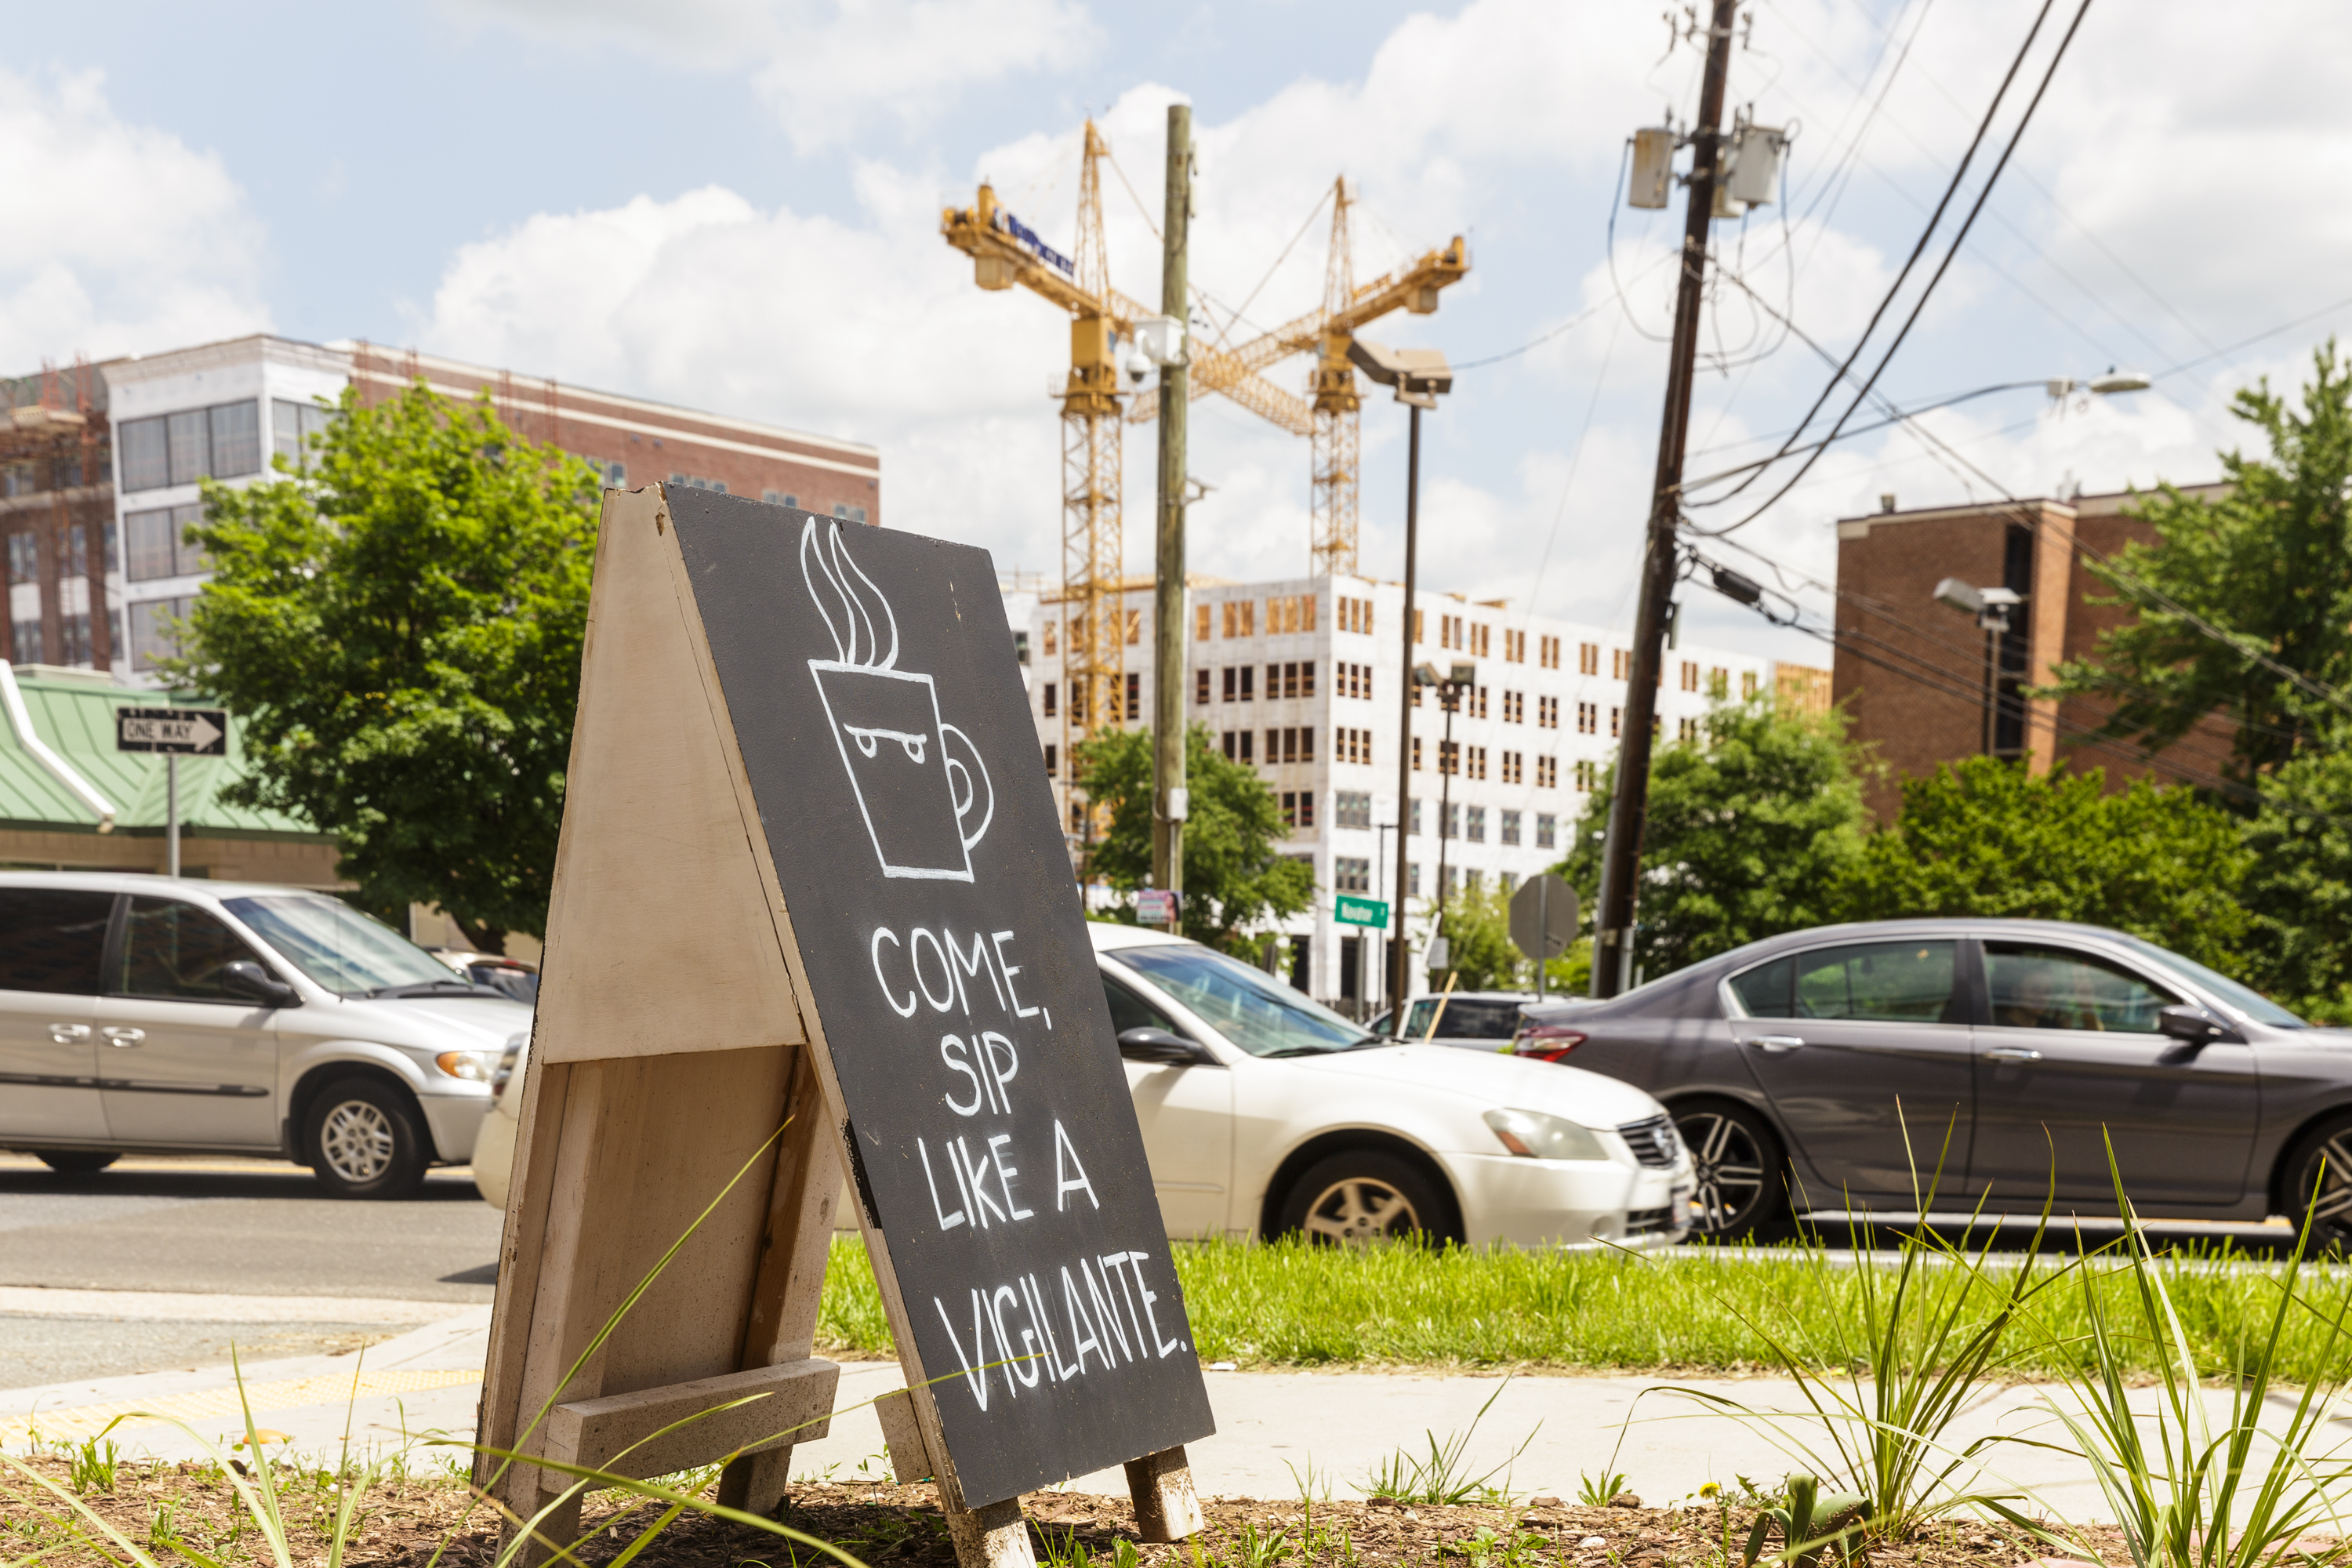 ONE WAY
COME,
SIP
LIKE A
VIGILANTE.